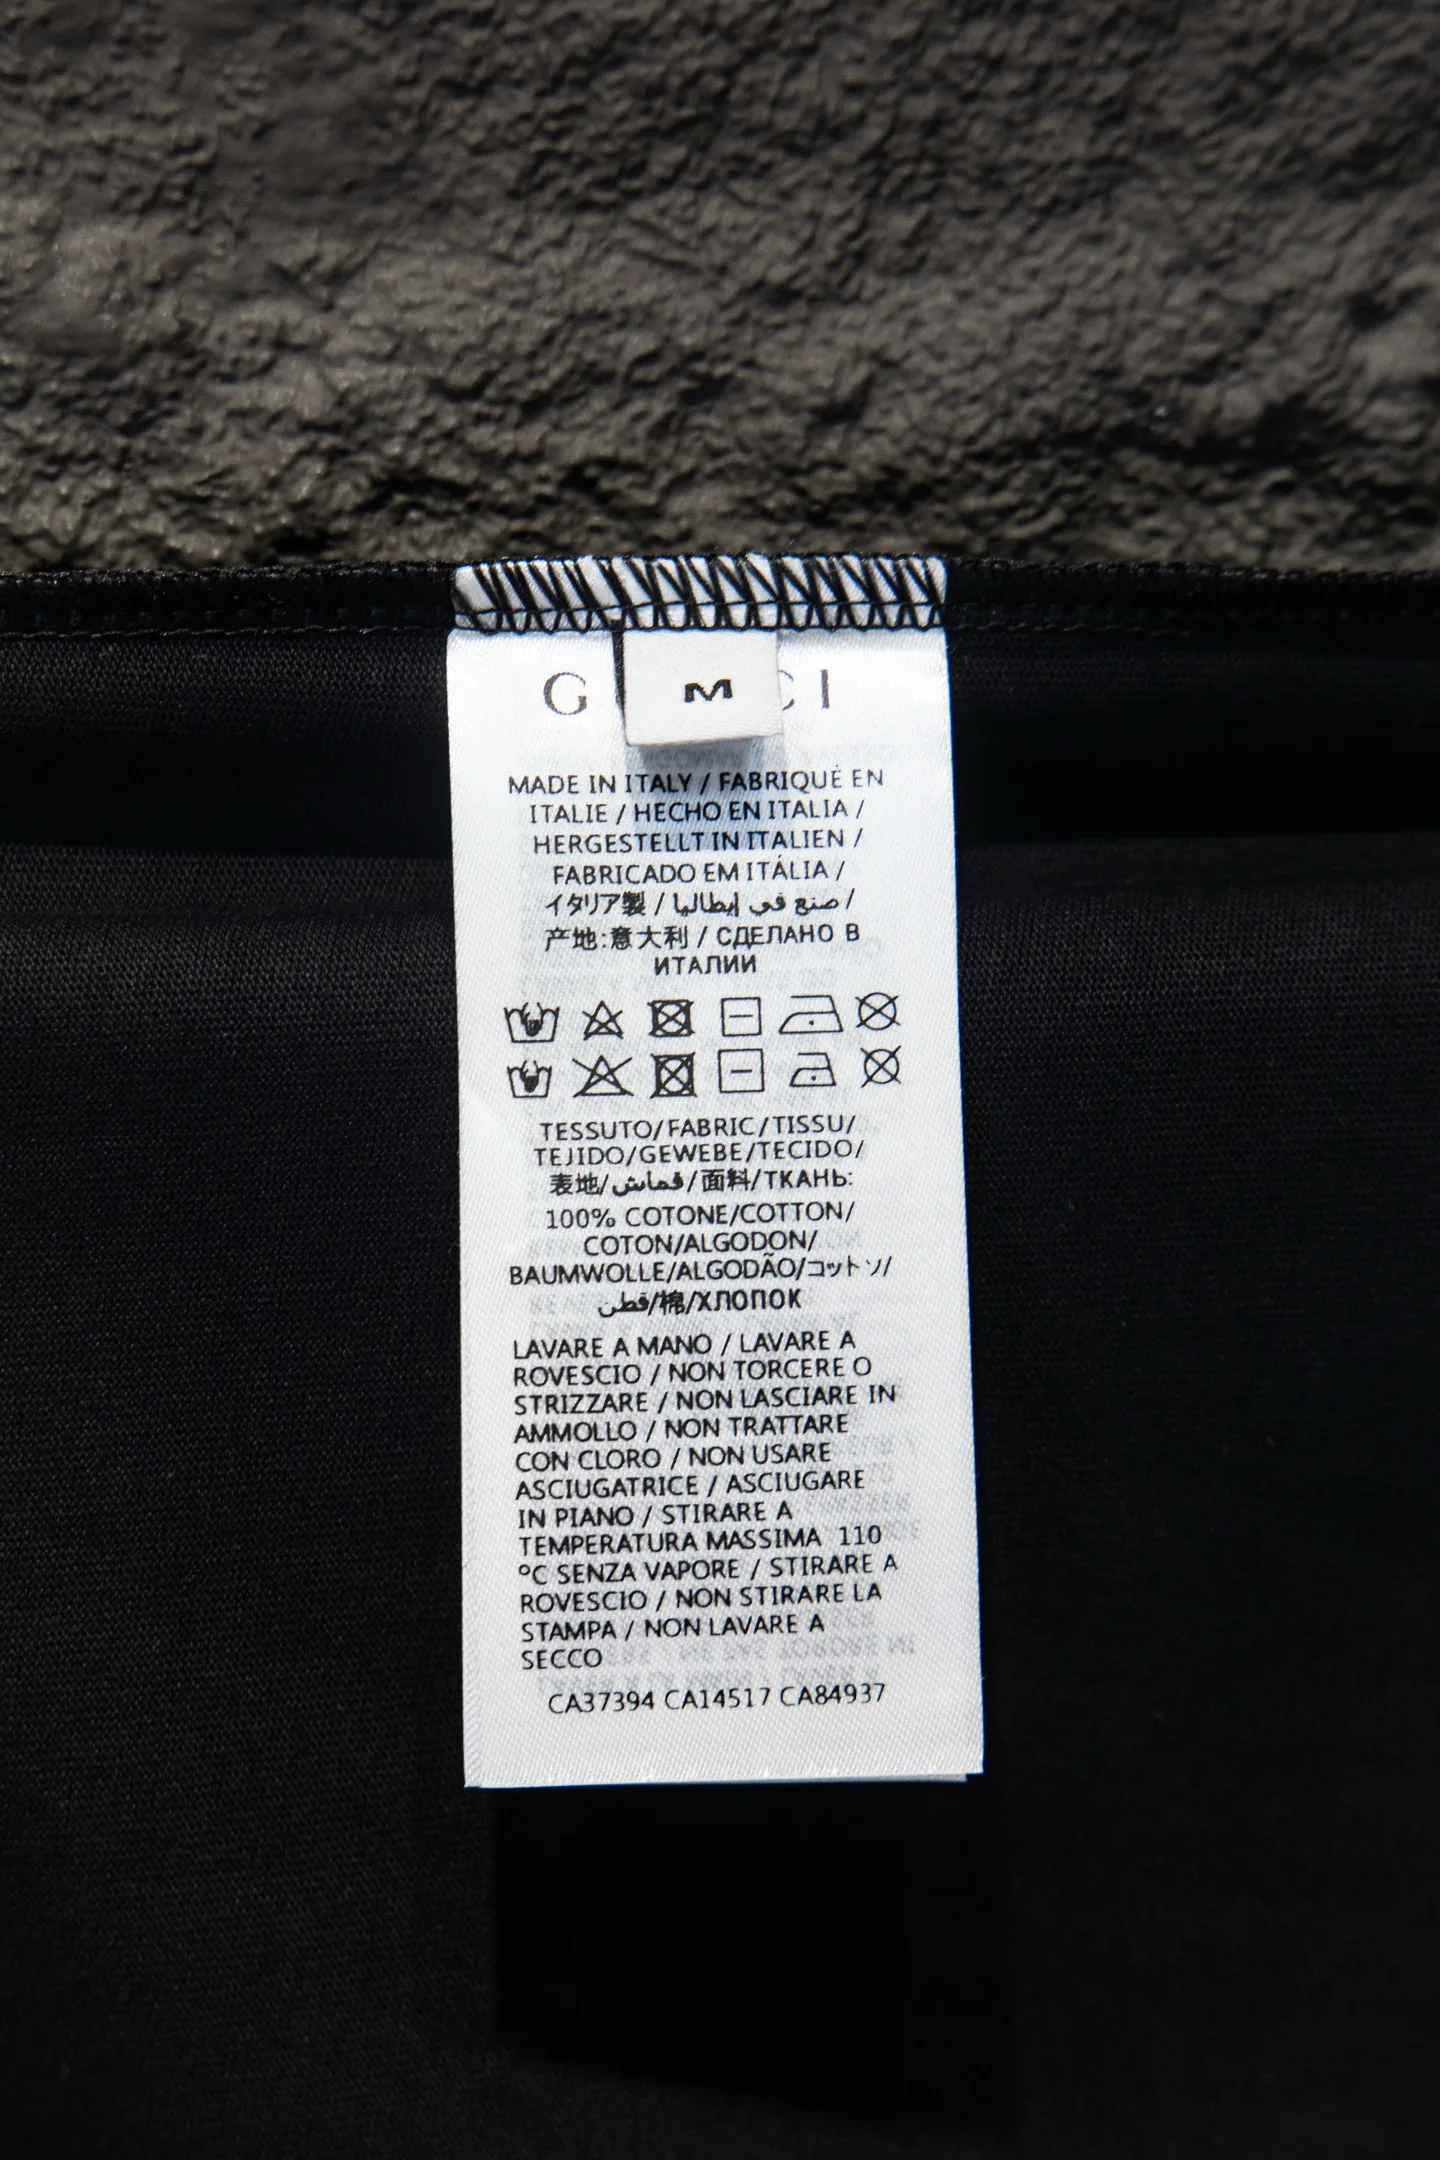 G CI
M
MADE IN ITALY / FABRIQUÉ EN
ITALIE / HECHO EN ITALIA /
HERGESTELLT IN ITALIEN /
FABRICADO EM ITÁLIA /
イタリア製 / صنع في إيطاليا /
产地:意大利 / СДЕЛАНО В
ИТАЛИИ
TESSUTO/FABRIC/TISSU/
TEJIDO/GEWEBE/TECIDO/
表地/قماش/面料/ТКАНЬ:
100% COTONE/COTTON/
COTON/ALGODON/
BAUMWOLLE/ALGODÃO/コットソ/
قطن/棉/ХЛОПОК
LAVARE A MANO / LAVARE A
ROVESCIO / NON TORCERE O
STRIZZARE / NON LASCIARE IN
AMMOLLO / NON TRATTARE
CON CLORO / NON USARE
ASCIUGATRICE / ASCIUGARE
IN PIANO / STIRARE A
TEMPERATURA MASSIMA 110
°C SENZA VAPORE / STIRARE A
ROVESCIO / NON STIRARE LA
STAMPA / NON LAVARE A
SECCO
CA37394 CA14517 CA84937